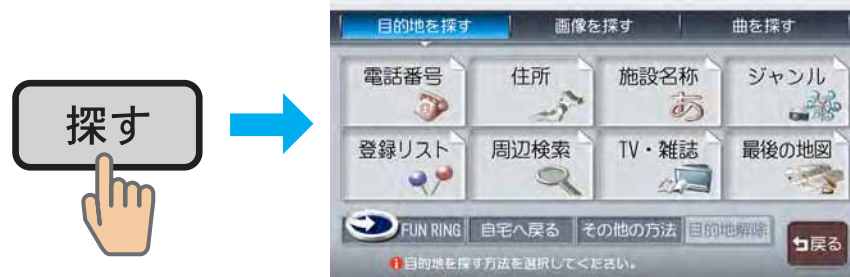 探す
目的地を探す 画像を探す 曲を探す
電話番号 住所 施設名称 ジャンル
あ
登録リスト 周辺検索 TV・雑誌 最後の地図
FUN RING 自宅へ戻る その他の方法 目的地解除 戻る
目的地を探す方法を選択してください。